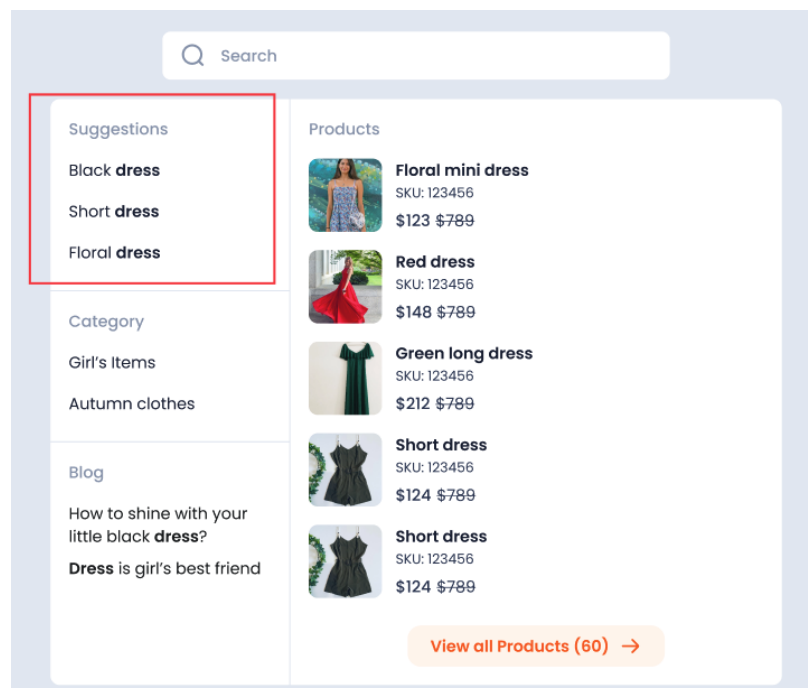 Search
Suggestions
Black dress
Short dress
Floral dress
Category
Girl's Items
Autumn clothes
Blog
How to shine with your
little black dress?
Dress is girl's best friend
Products
Floral mini dress
SKU: 123456
$123 $789
Red dress
SKU: 123456
$148 $789
Green long dress
SKU: 123456
$212 $789
Short dress
SKU: 123456
$124 $789
Short dress
SKU: 123456
$124 $789
View all Products (60) →